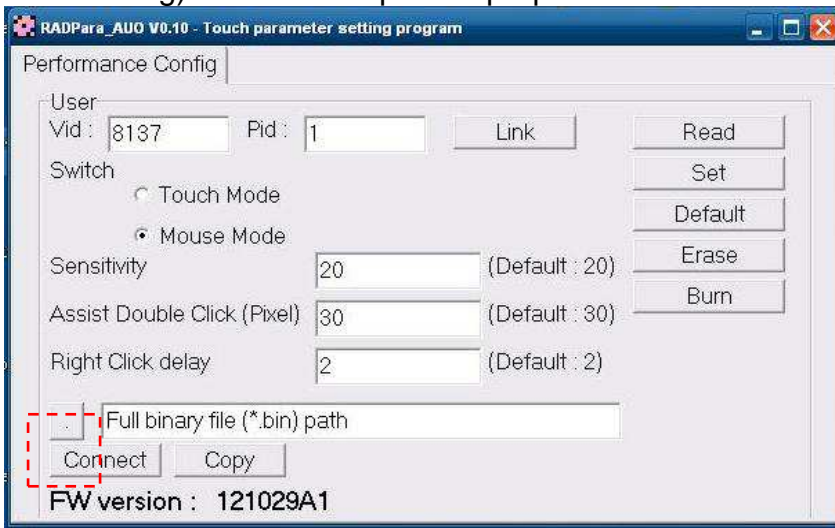 RADPara_AUO V0.10 - Touch parameter setting program
Performance Config
User
Vid : 8137 Pid : 1 Link Read
Switch Set
Touch Mode
Default
Mouse Mode
Sensitivity 20 (Default : 20) Erase
Burn
Assist Double Click (Pixel) 30 (Default : 30)
Right Click delay 2 (Default : 2)
. Full binary file (*.bin) path
Connect Copy
FW version : 121029A1